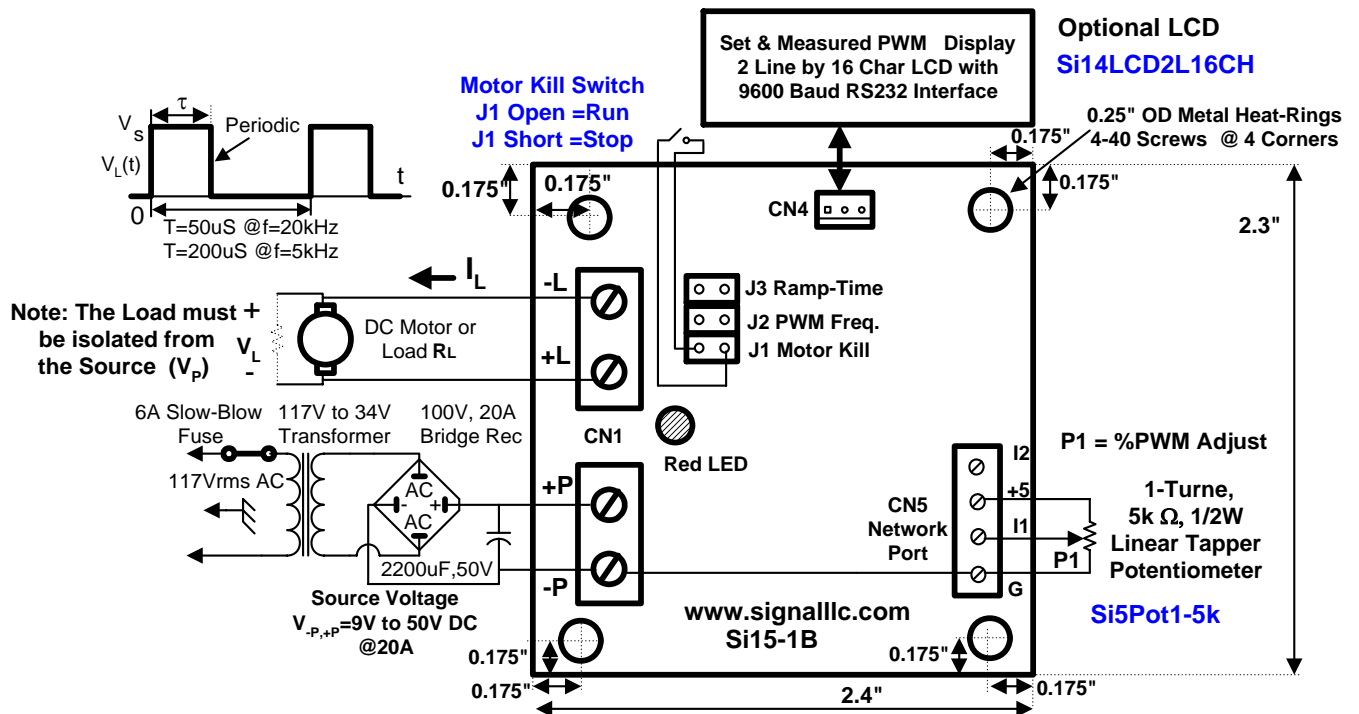 Set & Measured PWM Display
2 Line by 16 Char LCD with
9600 Baud RS232 Interface
Optional LCD
Si14LCD2L16CH
Motor Kill Switch
J1 Open =Run
J1 Short =Stop
0.25" OD Metal Heat-Rings
4-40 Screws @ 4 Corners
τ
Vs
Periodic
VL(t)
t
0
T=50uS @f=20kHz
T=200uS @f=5kHz
0.175"
0.175"
0.175"
0.175"
CN4
2.3"
IL
-L
+L
J3 Ramp-Time
J2 PWM Freq.
J1 Motor Kill
Note: The Load must
be isolated from
the Source (VP)
+
VL
-
DC Motor or
Load RL
CN1
Red LED
6A Slow-Blow
Fuse
117V to 34V
Transformer
100V, 20A
Bridge Rec
117Vrms AC
AC
- +
AC
2200uF,50V
+P
-P
Source Voltage
V-P,+P=9V to 50V DC
@20A
I2
+5
I1
G
CN5
Network
Port
P1
P1 = %PWM Adjust
1-Turne,
5k Ω, 1/2W
Linear Tapper
Potentiometer
Si5Pot1-5k
www.signalllc.com
Si15-1B
0.175"
0.175"
0.175"
0.175"
2.4"